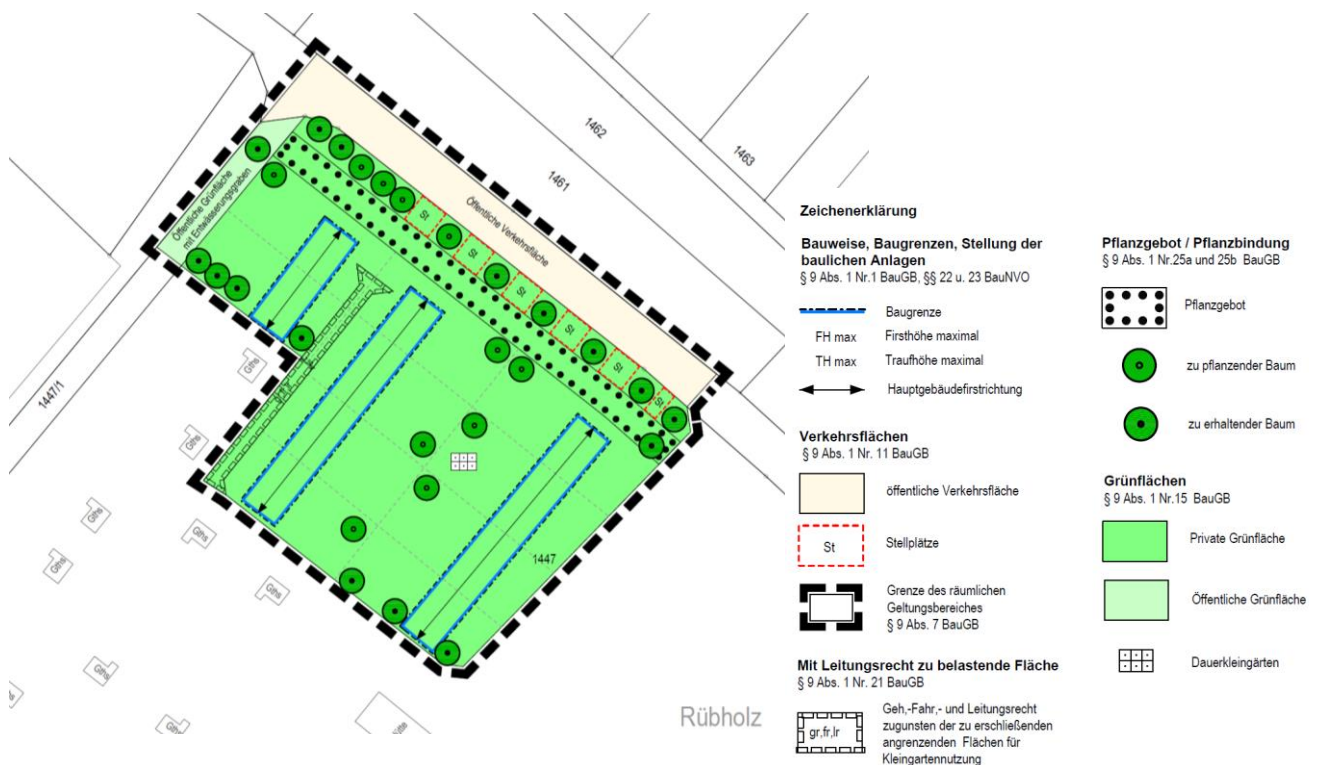 1462
1463
1461
Öffentliche Verkehrsfläche
Öffentliche Grünfläche
mit Entwässerungsgraben
St
St
St
St
St
St
1447/1
Gths
Gths
Gths
Gths
Gths
Gths
1447
Rübholz
Zeichenerklärung
Bauweise, Baugrenzen, Stellung der
baulichen Anlagen
§ 9 Abs. 1 Nr.1 BauGB, §§ 22 u. 23 BauNVO
Baugrenze
FH max Firsthöhe maximal
TH max Traufhöhe maximal
Hauptgebäudefirstrichtung
Verkehrsflächen
§ 9 Abs. 1 Nr. 11 BauGB
öffentliche Verkehrsfläche
St Stellplätze
Grenze des räumlichen
Geltungsbereiches
§ 9 Abs. 7 BauGB
Mit Leitungsrecht zu belastende Fläche
§ 9 Abs. 1 Nr. 21 BauGB
gr,fr,lr
Geh,-Fahr,- und Leitungsrecht
zugunsten der zu erschließenden
angrenzenden Flächen für
Kleingartennutzung
Pflanzgebot / Pflanzbindung
§ 9 Abs. 1 Nr.25a und 25b BauGB
Pflanzgebot
zu pflanzender Baum
zu erhaltender Baum
Grünflächen
§ 9 Abs. 1 Nr.15 BauGB
Private Grünfläche
Öffentliche Grünfläche
Dauerkleingärten